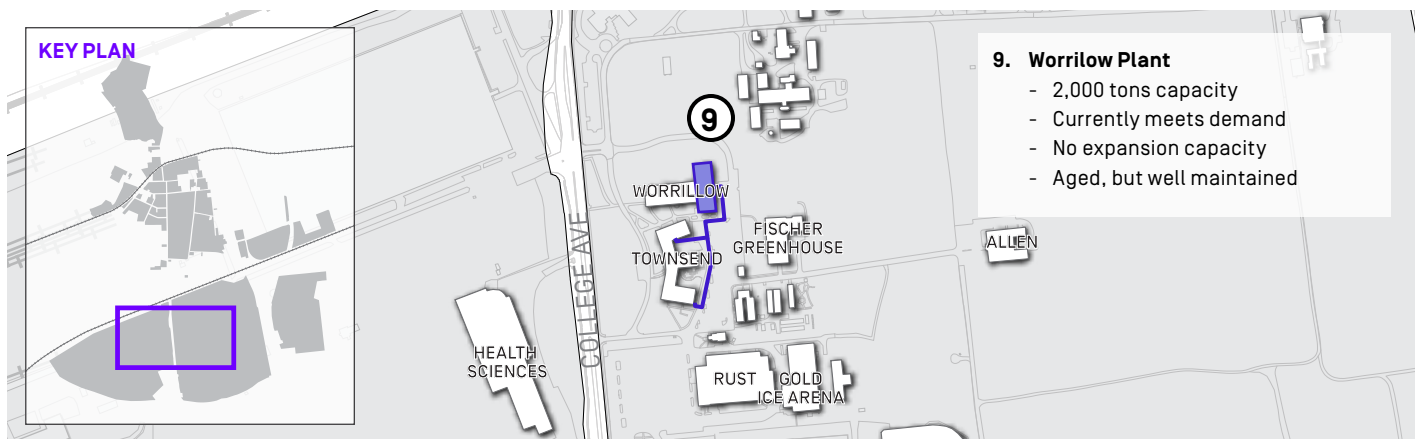 KEY PLAN
9
9. Worrilow Plant
- 2,000 tons capacity
- Currently meets demand
- No expansion capacity
- Aged, but well maintained
WORRILLOW
FISCHER
GREENHOUSE
TOWNSEND
ALLEN
COLLEGE AVE
HEALTH
SCIENCES
RUST
GOLD
ICE ARENA